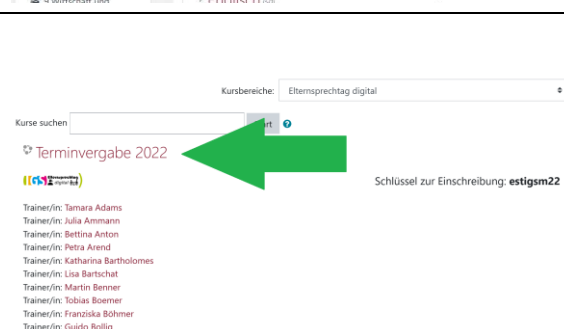 Kursbereiche: Elternsprechtag digital
Kurse suchen
Terminvergabe 2022
Schlüssel zur Einschreibung: estigsm22
Trainer/in: Tamara Adams
Trainer/in: Julia Ammann
Trainer/in: Bettina Anton
Trainer/in: Petra Arend
Trainer/in: Katharina Bartholomes
Trainer/in: Lisa Bartschat
Trainer/in: Martin Benner
Trainer/in: Tobias Boemer
Trainer/in: Franziska Böhmer
Trainer/in: Guido Bollig